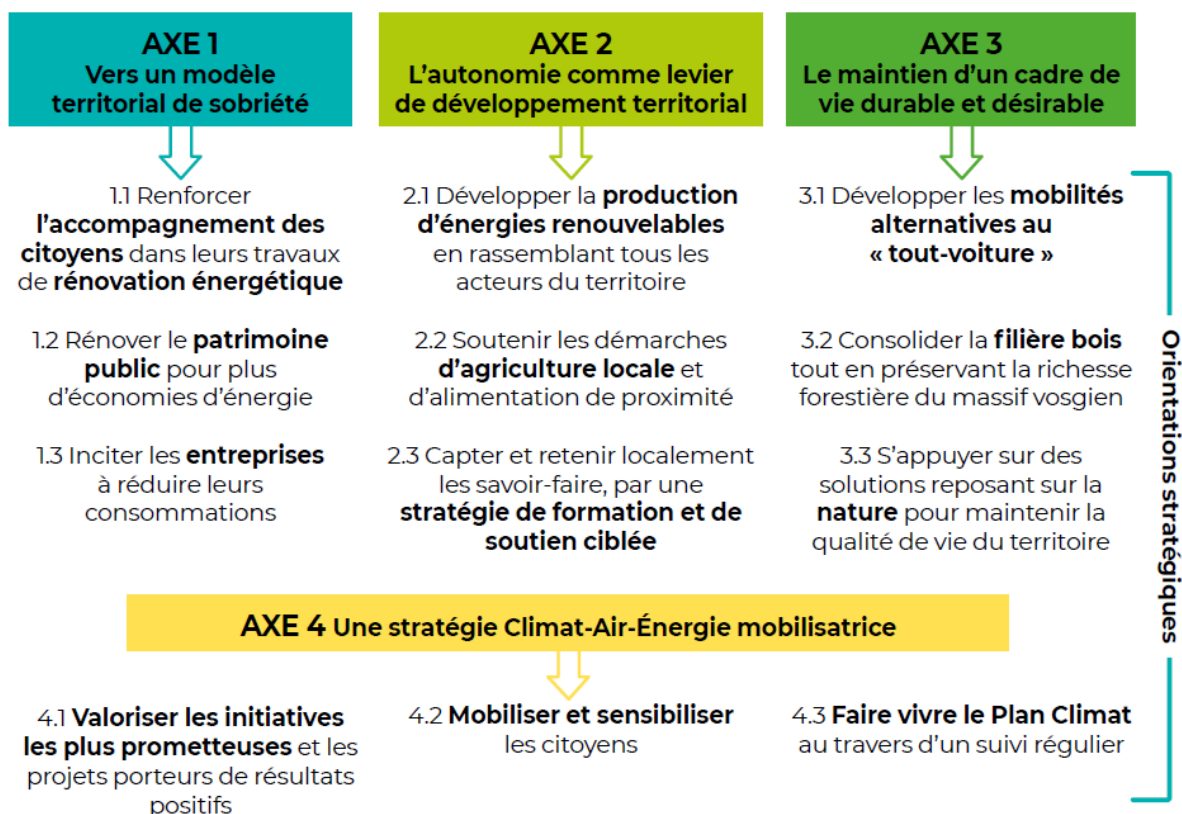 AXE 1
Vers un modèle
territorial de sobriété
AXE 2
L'autonomie comme levier
de développement territorial
AXE 3
Le maintien d'un cadre de
vie durable et désirable
1.1 Renforcer
l'accompagnement des
citoyens dans leurs travaux
de rénovation énergétique
1.2 Rénover le patrimoine
public pour plus
d'économies d'énergie
1.3 Inciter les entreprises
à réduire leurs
consommations
2.1 Développer la production
d'énergies renouvelables
en rassemblant tous les
acteurs du territoire
2.2 Soutenir les démarches
d'agriculture locale et
d'alimentation de proximité
2.3 Capter et retenir localement
les savoir-faire, par une
stratégie de formation et de
soutien ciblée
3.1 Développer les mobilités
alternatives au
« tout-voiture »
3.2 Consolider la filière bois
tout en préservant la richesse
forestière du massif vosgien
3.3 S'appuyer sur des
solutions reposant sur la
nature pour maintenir la
qualité de vie du territoire
Orientations stratégiques
AXE 4 Une stratégie Climat-Air-Énergie mobilisatrice
4.1 Valoriser les initiatives
les plus prometteuses et les
projets porteurs de résultats
positifs
4.2 Mobiliser et sensibiliser
les citoyens
4.3 Faire vivre le Plan Climat
au travers d'un suivi régulier